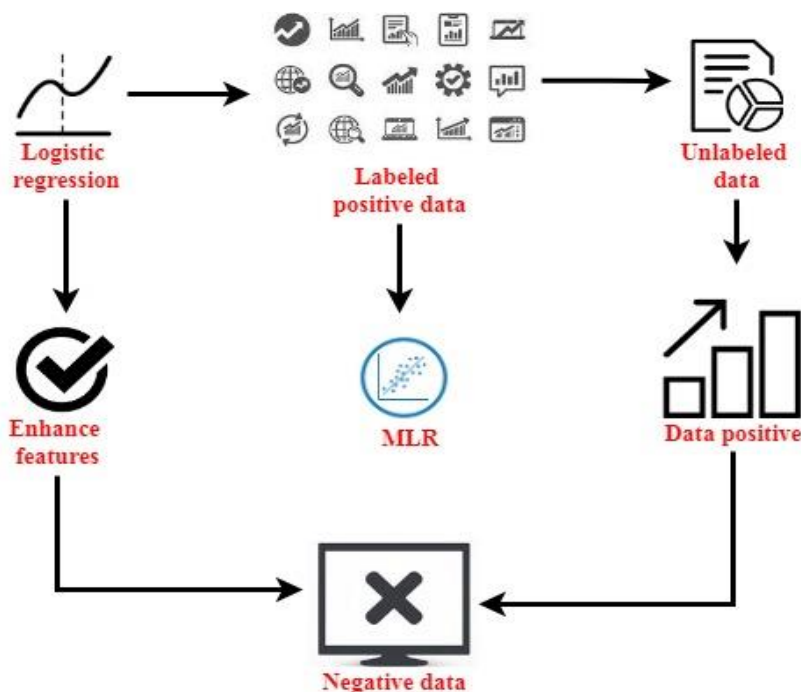 Logistic
regression
Labeled
positive data
Unlabeled
data
Enhance
features
MLR
Data positive
Negative data